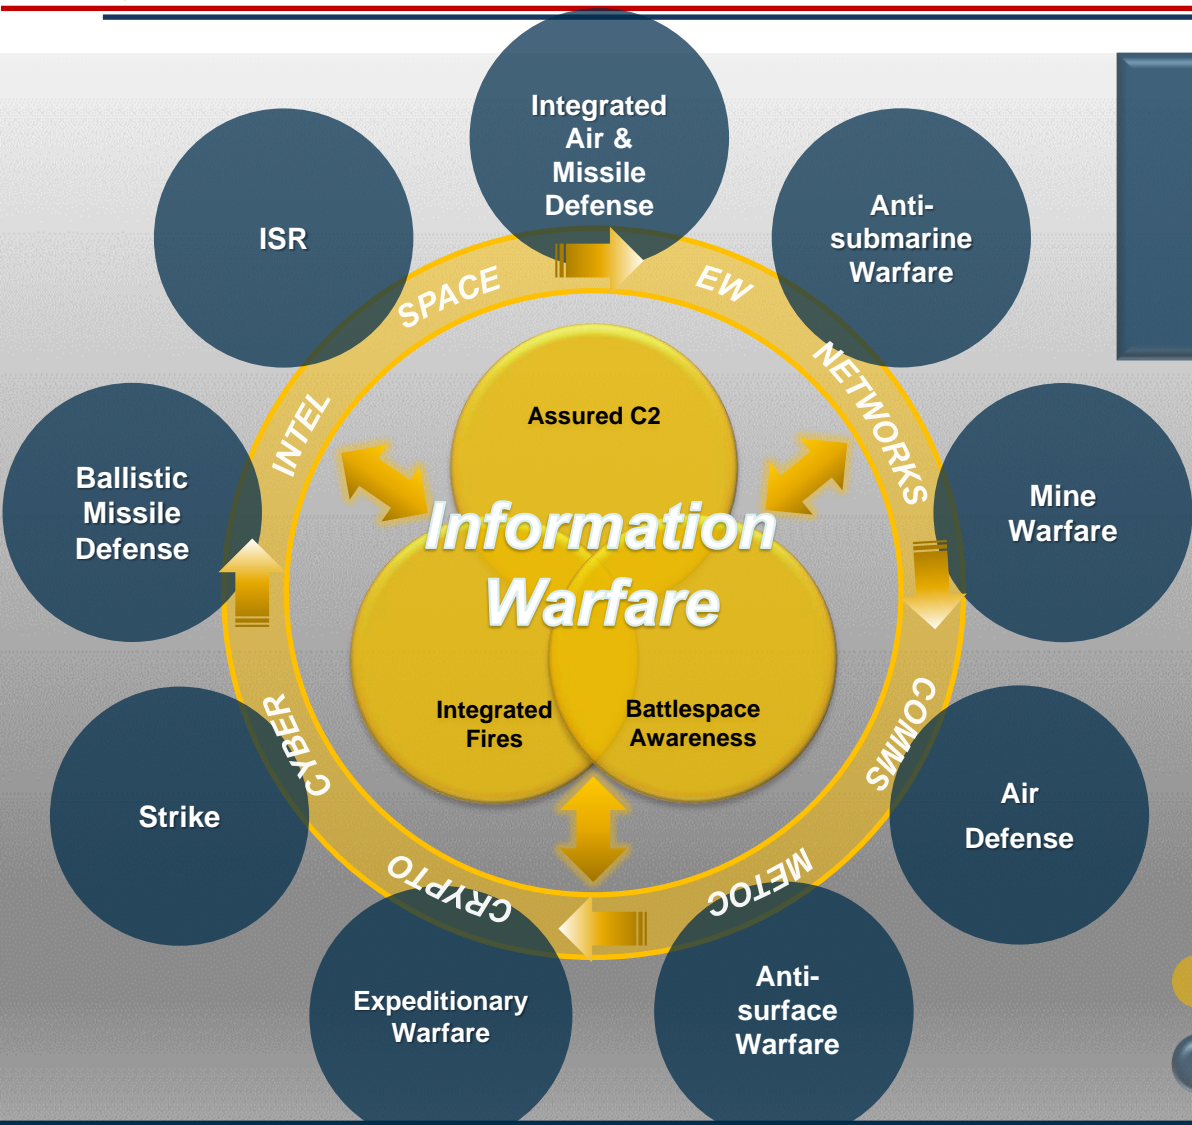 Integrated
Air &
Missile
Defense
Anti-
submarine
Warfare
Mine
Warfare
Air
Defense
Anti-
surface
Warfare
Expeditionary
Warfare
Strike
Ballistic
Missile
Defense
ISR
SPACE
EW
NETWORKS
COMMS
METOC
CRYPTO
CYBER
INTEL
Assured C2
Information
Warfare
Integrated
Fires
Battlespace
Awareness